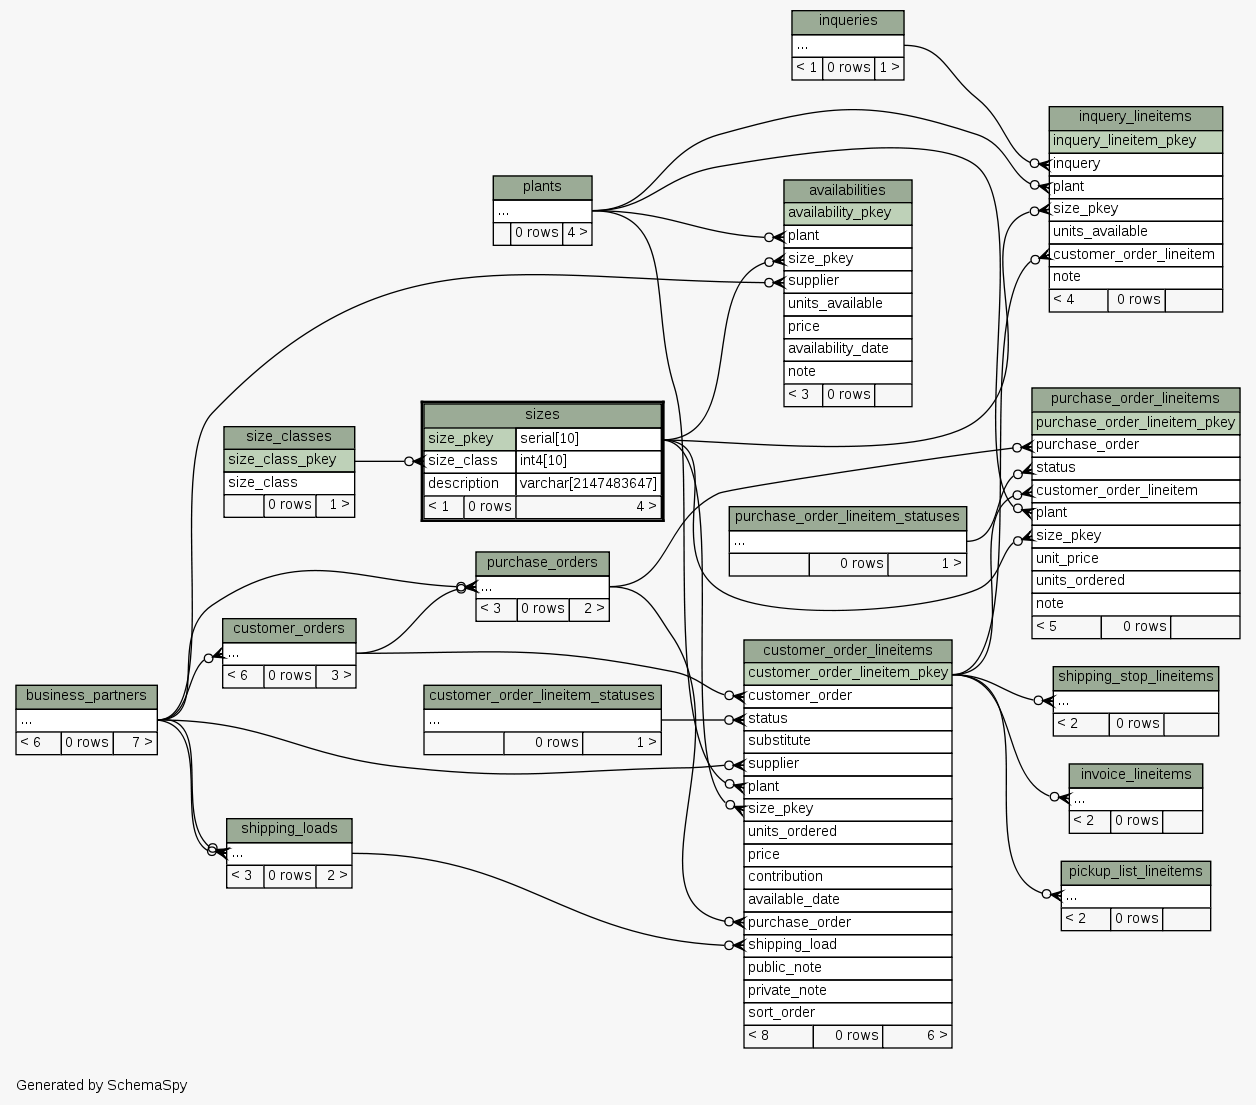 inqueries
...
< 1 0 rows 1 >
inquery_lineitems
inquery_lineitem_pkey
inquery
plant
size_pkey
units_available
customer_order_lineitem
note
< 4 0 rows
plants
...
0 rows 4 >
availabilities
availability_pkey
plant
size_pkey
supplier
units_available
price
availability_date
note
< 3 0 rows
purchase_order_lineitems
purchase_order_lineitem_pkey
purchase_order
status
customer_order_lineitem
plant
size_pkey
unit_price
units_ordered
note
< 5 0 rows
sizes
size_pkey serial[10]
size_class int4[10]
description varchar[2147483647]
< 1 0 rows 4 >
size_classes
size_class_pkey
size_class
0 rows 1 >
purchase_order_lineitem_statuses
...
0 rows 1 >
purchase_orders
...
< 3 0 rows 2 >
customer_orders
...
< 6 0 rows 3 >
business_partners
...
< 6 0 rows 7 >
customer_order_lineitem_statuses
...
0 rows 1 >
customer_order_lineitems
customer_order_lineitem_pkey
customer_order
status
substitute
supplier
plant
size_pkey
units_ordered
price
contribution
available_date
purchase_order
shipping_load
public_note
private_note
sort_order
< 8 0 rows 6 >
shipping_stop_lineitems
...
< 2 0 rows
invoice_lineitems
...
< 2 0 rows
pickup_list_lineitems
...
< 2 0 rows
shipping_loads
...
< 3 0 rows 2 >
Generated by SchemaSpy